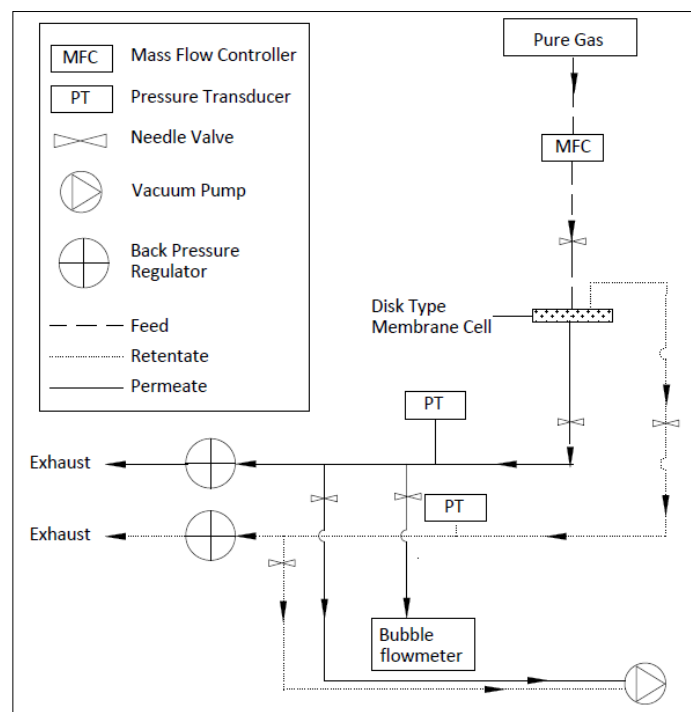 MFC Mass Flow Controller
PT Pressure Transducer
Needle Valve
Vacuum Pump
Back Pressure
Regulator
Feed
Retentate
Permeate
Pure Gas
MFC
Disk Type
Membrane Cell
PT
Exhaust
PT
Exhaust
Bubble
flowmeter